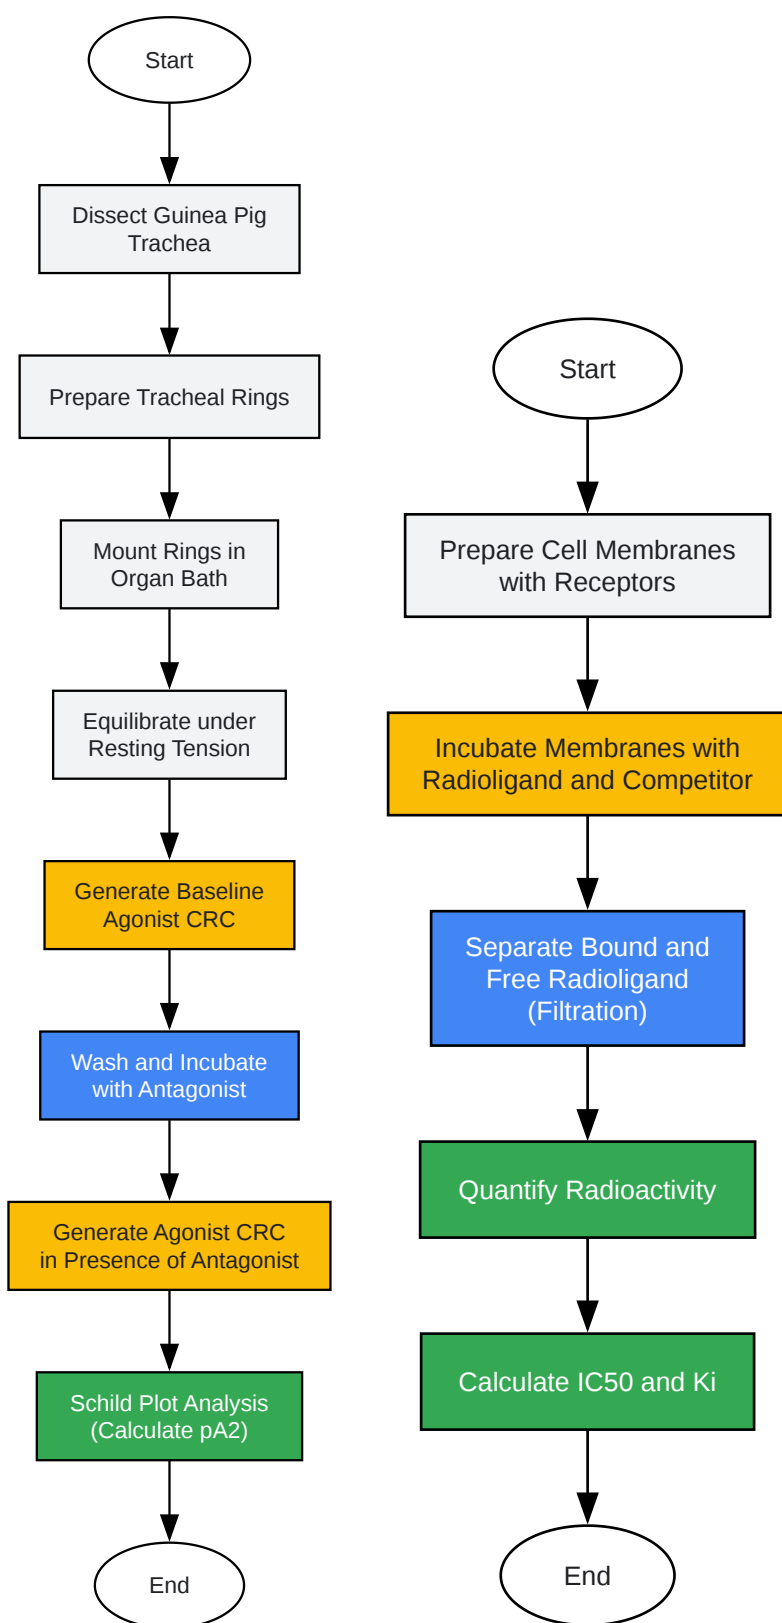 Start
Dissect Guinea Pig
Trachea
Prepare Tracheal Rings
Mount Rings in
Organ Bath
Equilibrate under
Resting Tension
Generate Baseline
Agonist CRC
Wash and Incubate
with Antagonist
Generate Agonist CRC
in Presence of Antagonist
Schild Plot Analysis
(Calculate pA2)
End
Start
Prepare Cell Membranes
with Receptors
Incubate Membranes with
Radioligand and Competitor
Separate Bound and
Free Radioligand
(Filtration)
Quantify Radioactivity
Calculate IC50 and Ki
End